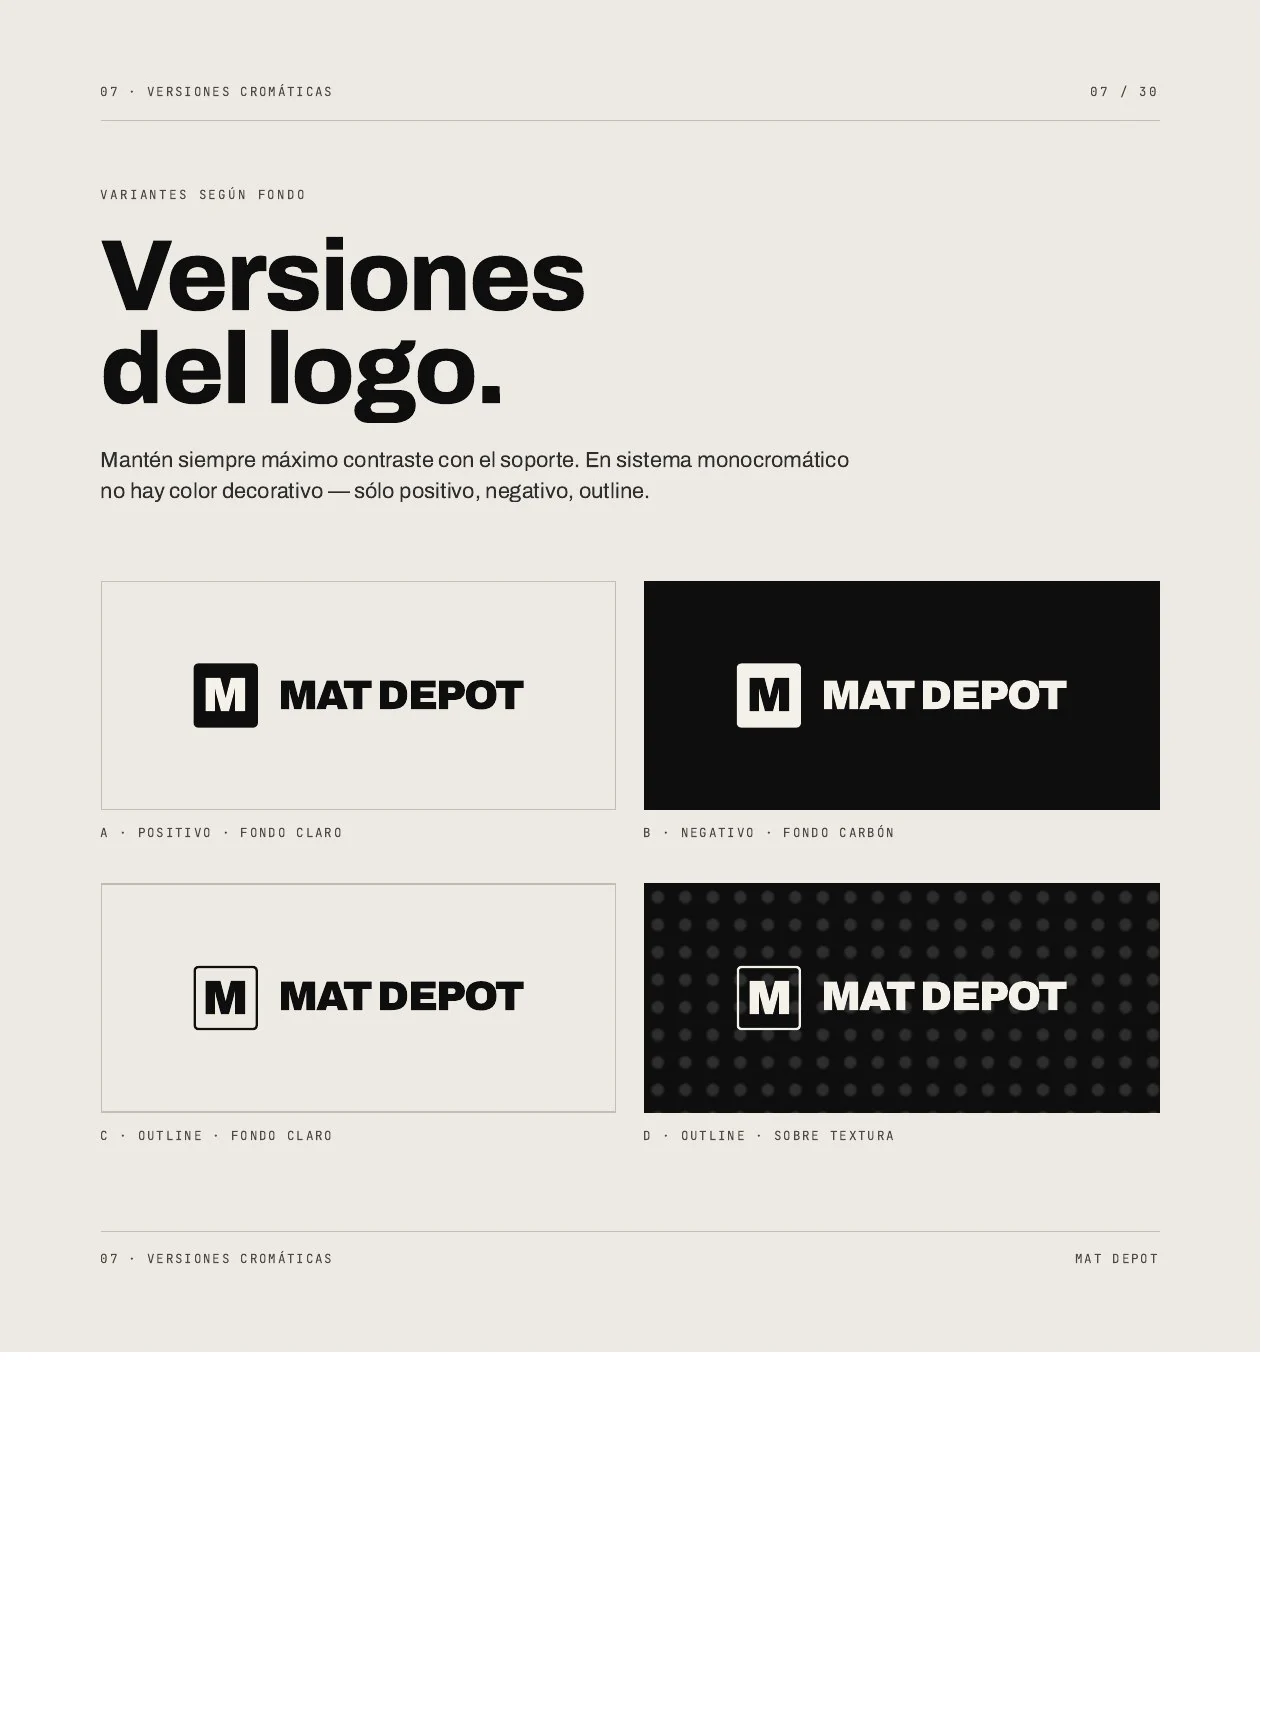 07 · VERSIONES CROMÁTICAS
07 / 30
VARIANTES SEGÚN FONDO
Versiones
del logo.
Mantén siempre máximo contraste con el soporte. En sistema monocromático
no hay color decorativo — sólo positivo, negativo, outline.
M MAT DEPOT
M MAT DEPOT
A · POSITIVO · FONDO CLARO
B · NEGATIVO · FONDO CARBÓN
M MAT DEPOT
M MAT DEPOT
C · OUTLINE · FONDO CLARO
D · OUTLINE · SOBRE TEXTURA
07 · VERSIONES CROMÁTICAS
MAT DEPOT